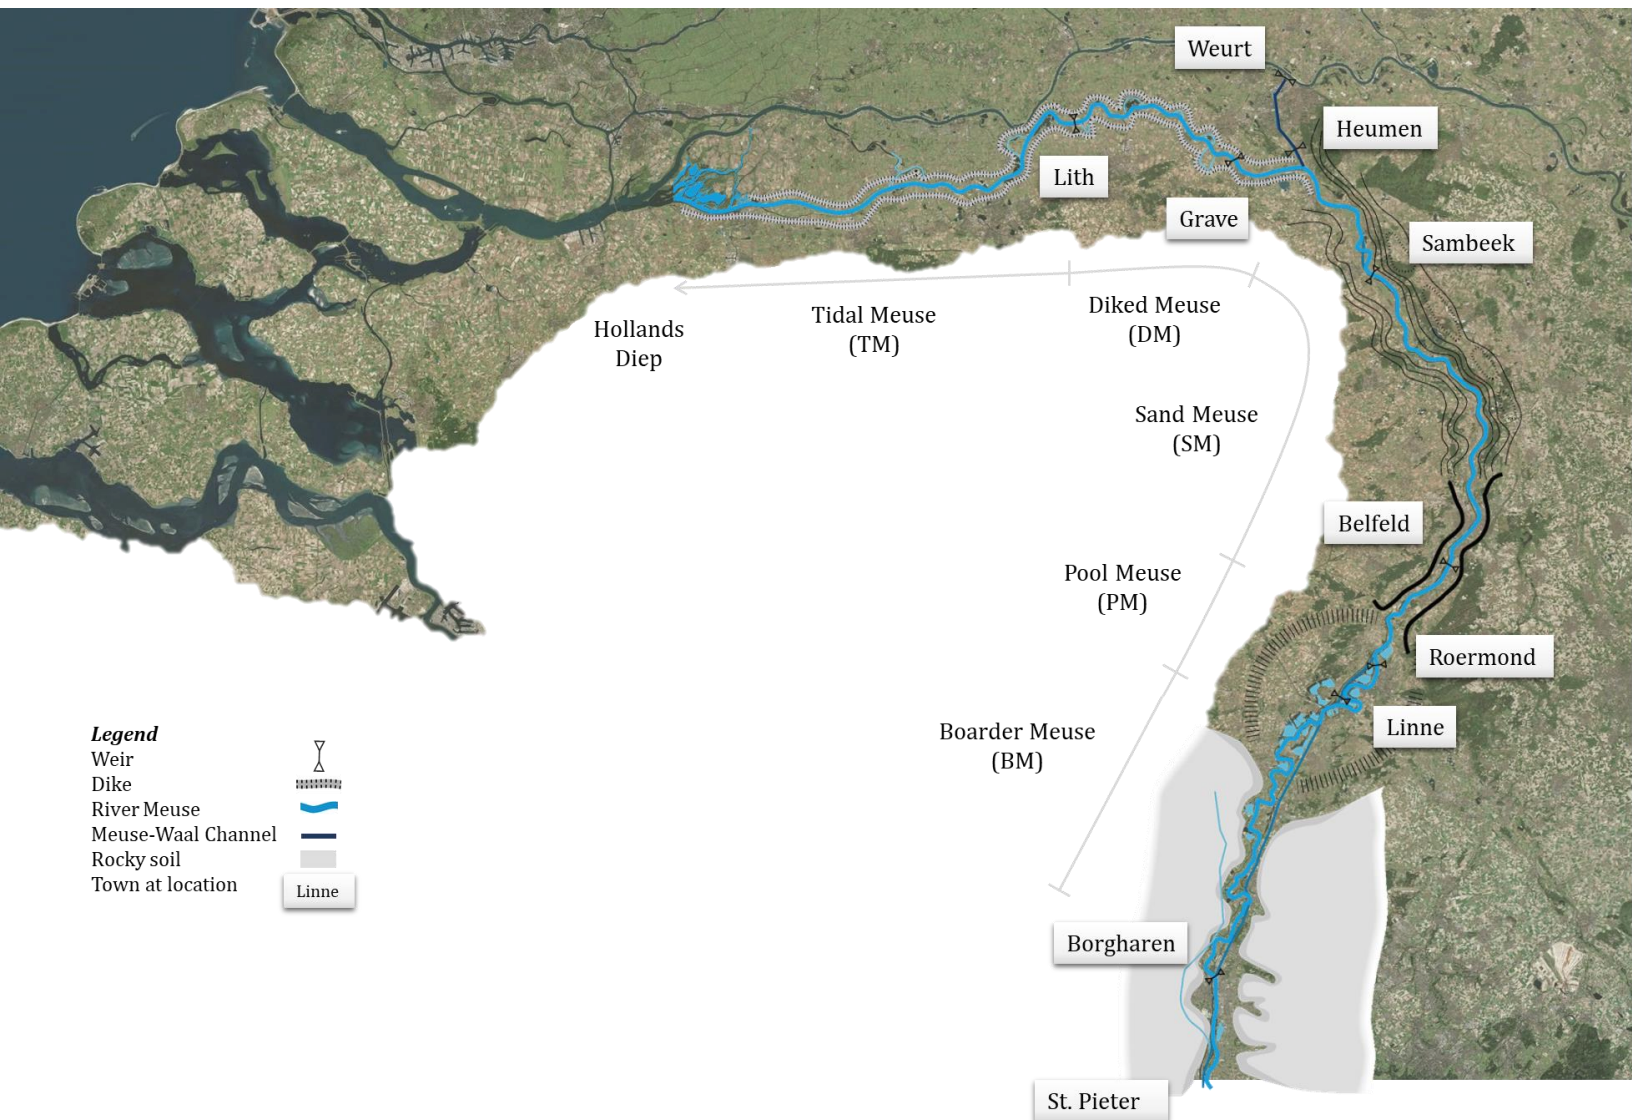 Weurt
Heumen
Lith
Grave
Sambeek
Hollands
Diep
Tidal Meuse
(TM)
Diked Meuse
(DM)
Sand Meuse
(SM)
Belfeld
Pool Meuse
(PM)
Roermond
Linne
Boarder Meuse
(BM)
Legend
Weir
Dike
River Meuse
Meuse-Waal Channel
Rocky soil
Town at location
Linne
Borgharen
St. Pieter